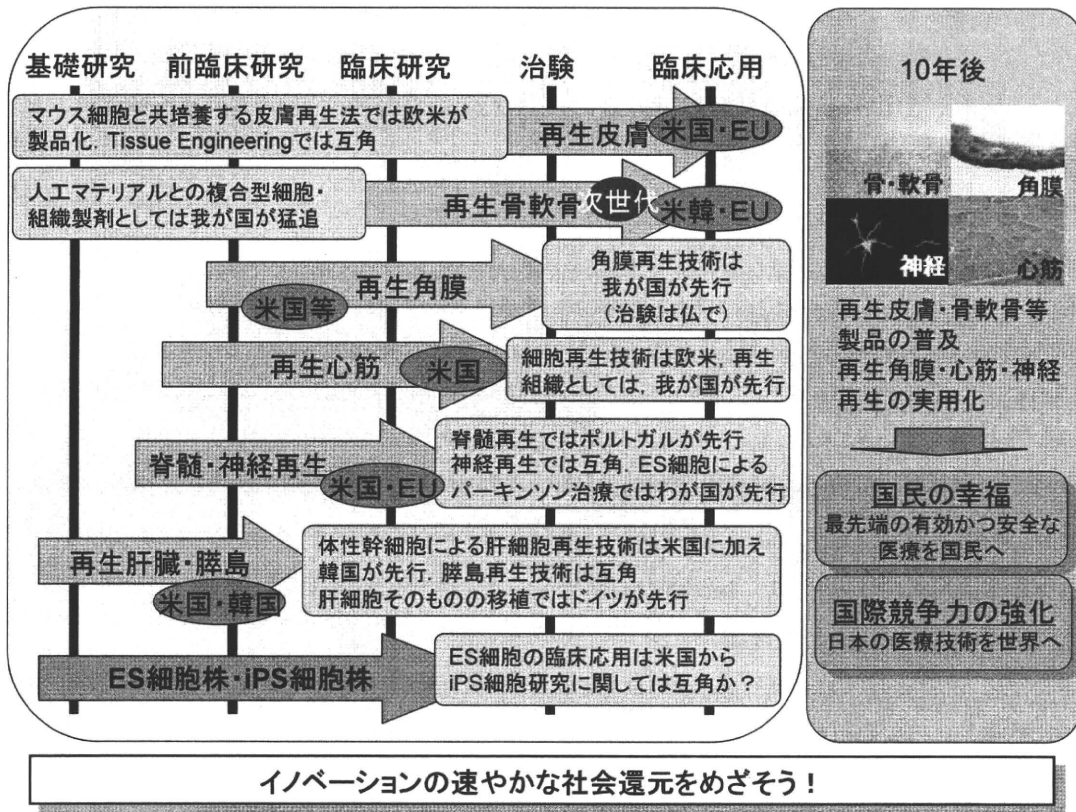 基礎研究 前臨床研究 臨床研究 治験 臨床応用
マウス細胞と共培養する皮膚再生法では欧米が
製品化．Tissue Engineeringでは互角
再生皮膚
米国・EU
人工マテリアルとの複合型細胞・
組織製剤としては我が国が猛追
再生骨軟骨
次世代
米韓・EU
再生角膜
米国等
角膜再生技術は
我が国が先行
（治験は仏で）
再生心筋
米国
細胞再生技術は欧米，再生
組織としては，我が国が先行
脊髄・神経再生
米国・EU
脊髄再生ではポルトガルが先行
神経再生では互角．ES細胞による
パーキンソン治療ではわが国が先行
再生肝臓・膵島
米国・韓国
体性幹細胞による肝細胞再生技術は米国に加え
韓国が先行．膵島再生技術は互角
肝細胞そのものの移植ではドイツが先行
ES細胞株・iPS細胞株
ES細胞の臨床応用は米国から
iPS細胞研究に関しては互角か？
10年後
骨・軟骨
角膜
神経
心筋
再生皮膚・骨軟骨等
製品の普及
再生角膜・心筋・神経
再生の実用化
国民の幸福
最先端の有効かつ安全な
医療を国民へ
国際競争力の強化
日本の医療技術を世界へ
イノベーションの速やかな社会還元をめざそう！